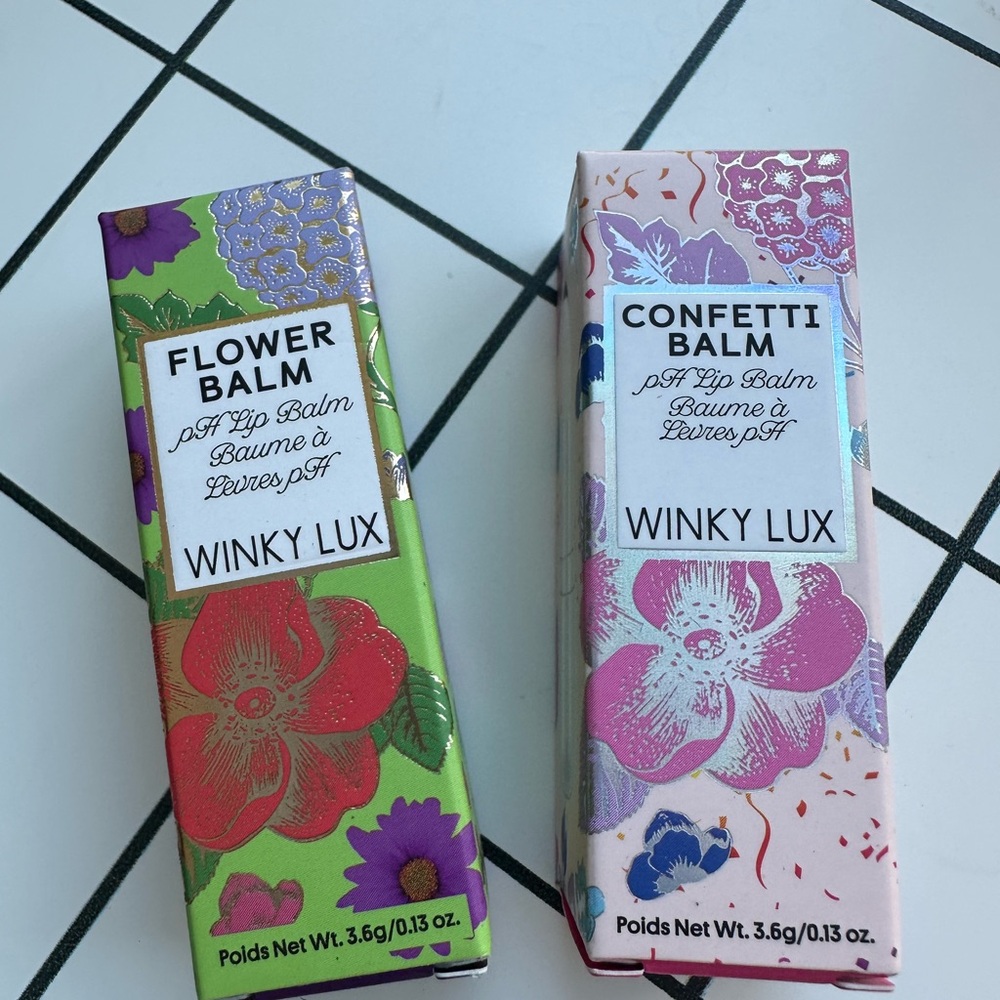 FLOWER
BALM
pH Lip Balm
Baume à
Lèvres pH
WINKY LUX
Poids Net Wt. 3.6g/0.13 oz.
CONFETTI
BALM
pH Lip Balm
Baume à
Lèvres pH
WINKY LUX
Poids Net Wt. 3.6g/0.13 oz.